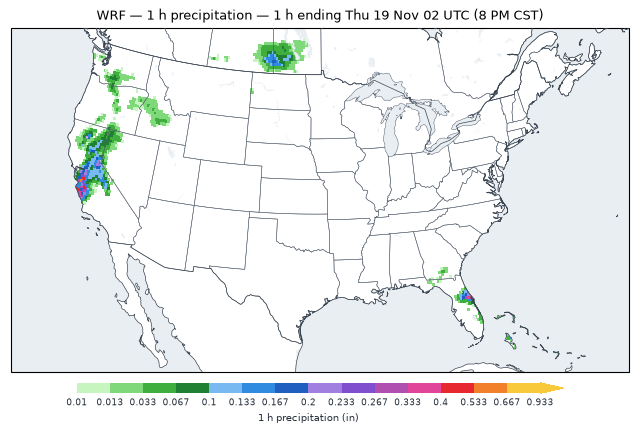 WRF — 1 h precipitation — 1 h ending Thu 19 Nov 02 UTC (8 PM CST)
0.01 0.013 0.033 0.067 0.1 0.133 0.167 0.2 0.233 0.267 0.333 0.4 0.533 0.667 0.933
1 h precipitation (in)